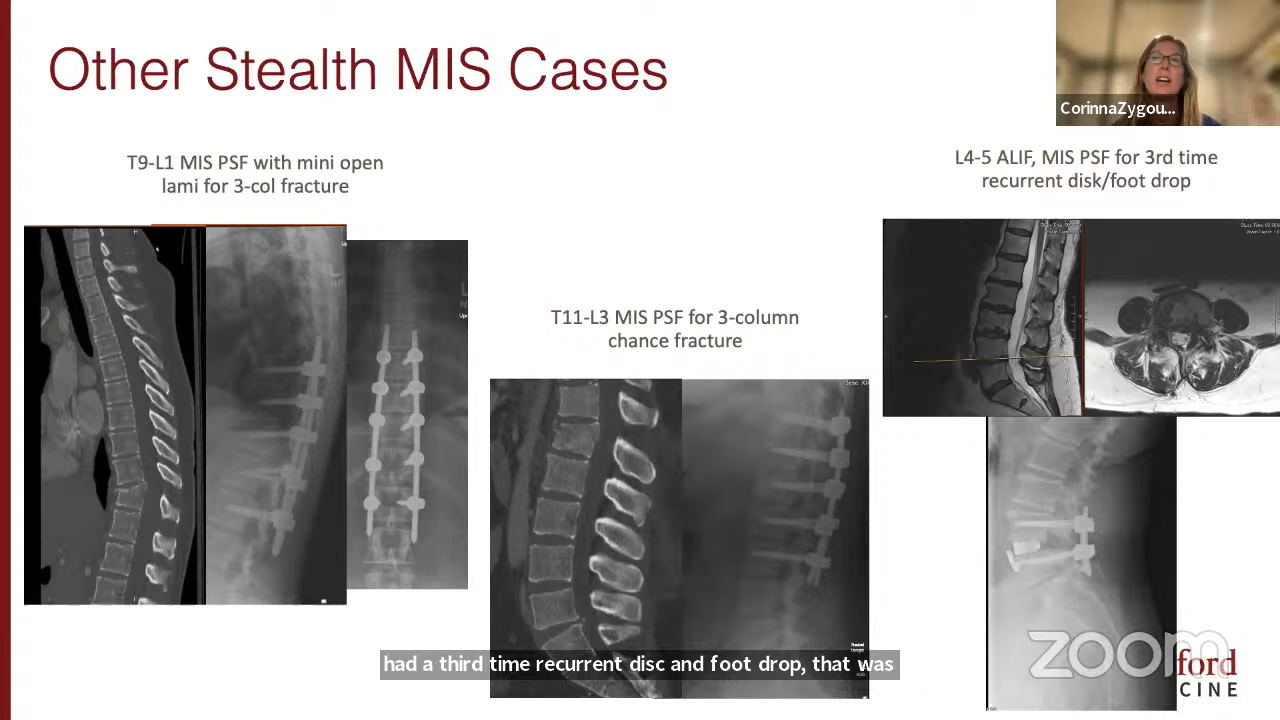 Other Stealth MIS Cases
CorinnaZygou...
T9-L1 MIS PSF with mini open
lami for 3-col fracture
L4-5 ALIF, MIS PSF for 3rd time
recurrent disk/foot drop
T11-L3 MIS PSF for 3-column
chance fracture
had a third time recurrent disc and foot drop, that was
zoom
ford
CINE